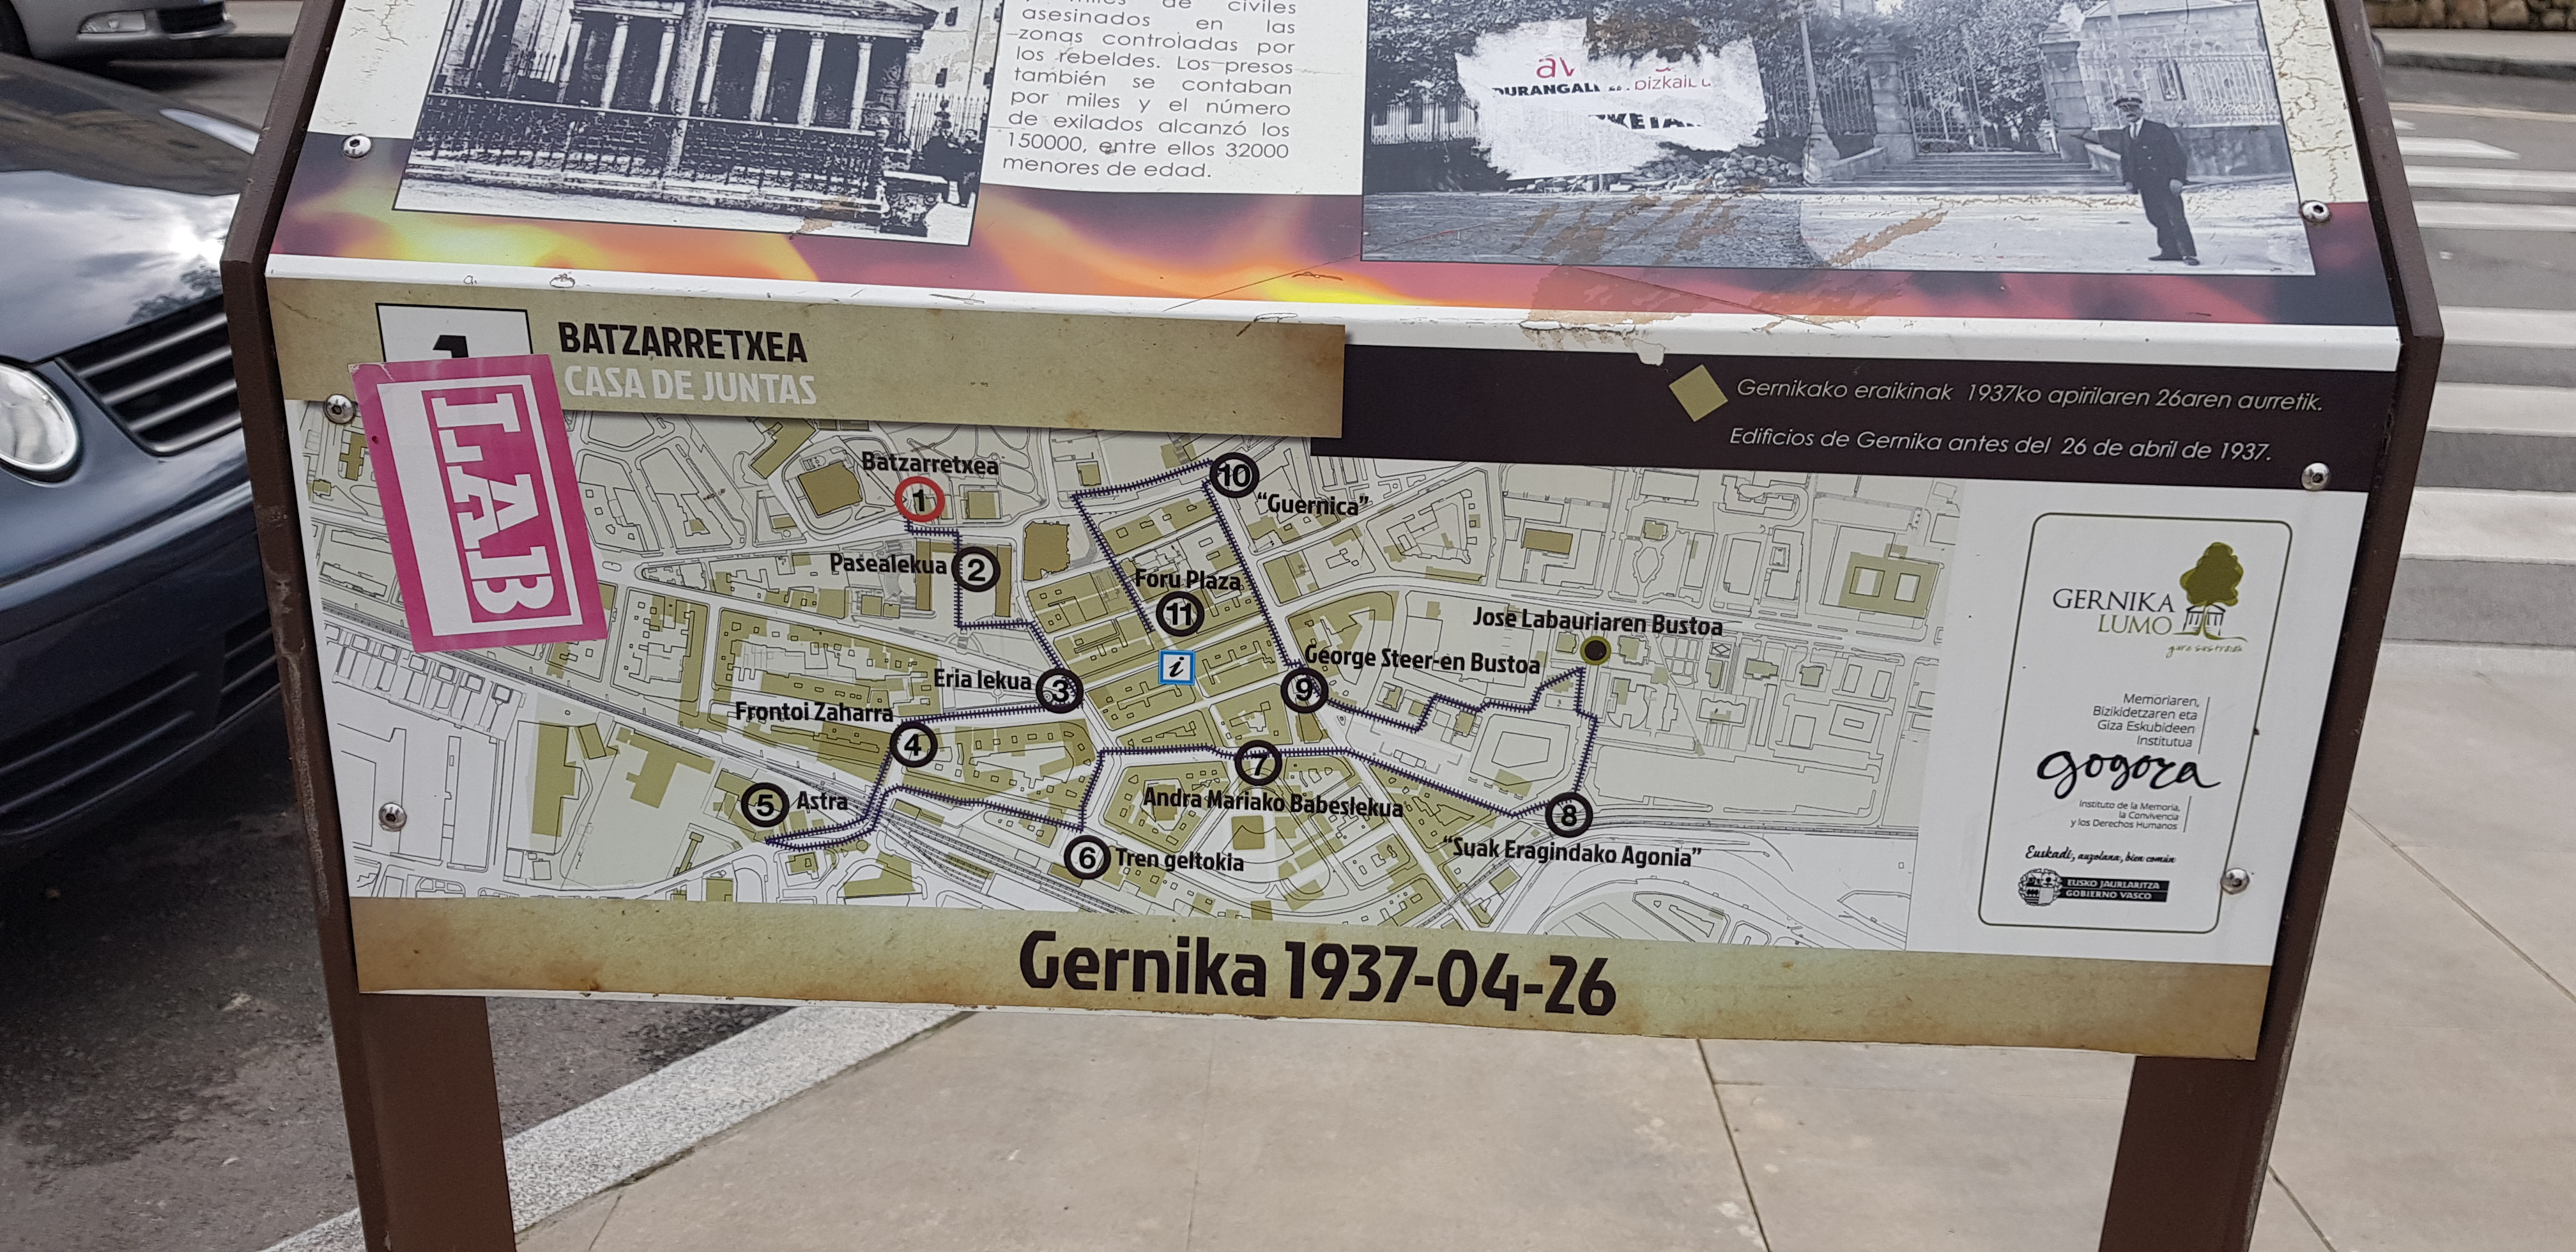 de civiles
asesinados en las
zonas controladas por
los rebeldes. Los presos
también se contaban
por miles y el número
de exilados alcanzó los
150000, entre ellos 32000
menores de edad.
1
BATZARRETXEA
CASA DE JUNTAS
LAB
Gernikako eraikinak 1937ko apirilaren 26aren aurretik.
Edificios de Gernika antes del 26 de abril de 1937.
Batzarretxea
1
10
"Guernica"
Pasealekua 2
Foru Plaza
11
i
Jose Labauriaren Bustoa
George Steer-en Bustoa
9
Eria lekua 3
Frontoi Zaharra
4
5 Astra
7
Andra Mariako Babeslekua
8
"Suak Eragindako Agonia"
6 Tren geltokia
GERNIKA
LUMO
Memoriaren,
Bizikidetzaren eta
Giza Eskubideen
Institutua
gogora
Instituto de la Memoria,
la Convivencia
y los Derechos Humanos
Euskadi, auzolana, bien común
EUSKO JAURLARITZA
GOBIERNO VASCO
Gernika 1937-04-26